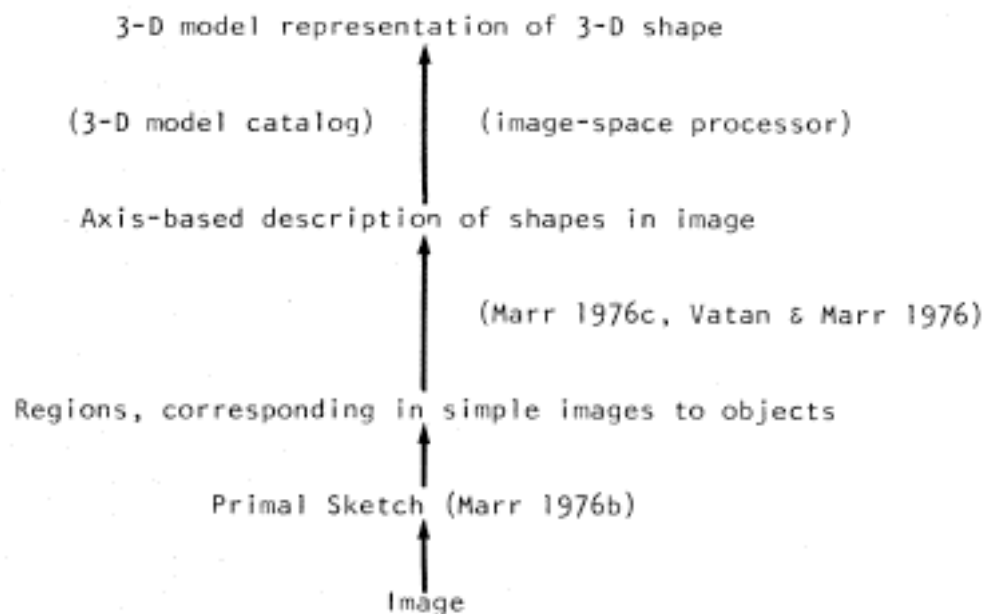 3-D model representation of 3-D shape
(3-D model catalog) (image-space processor)
Axis-based description of shapes in image
(Marr 1976c, Vatan & Marr 1976)
Regions, corresponding in simple images to objects
Primal Sketch (Marr 1976b)
Image